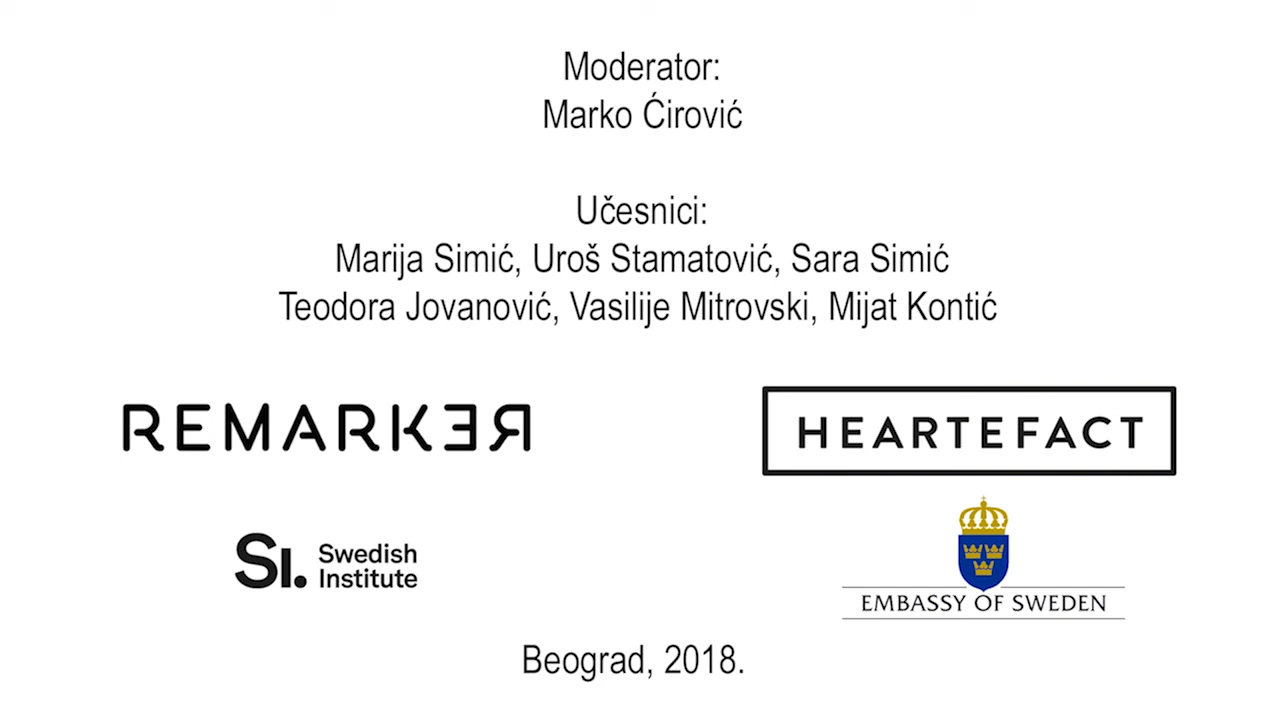 Moderator:
Marko Ćirović
Učesnici:
Marija Simić, Uroš Stamatović, Sara Simić
Teodora Jovanović, Vasilije Mitrovski, Mijat Kontić
REMARKER
HEARTEFACT
SI. Swedish
Institute
EMBASSY OF SWEDEN
Beograd, 2018.